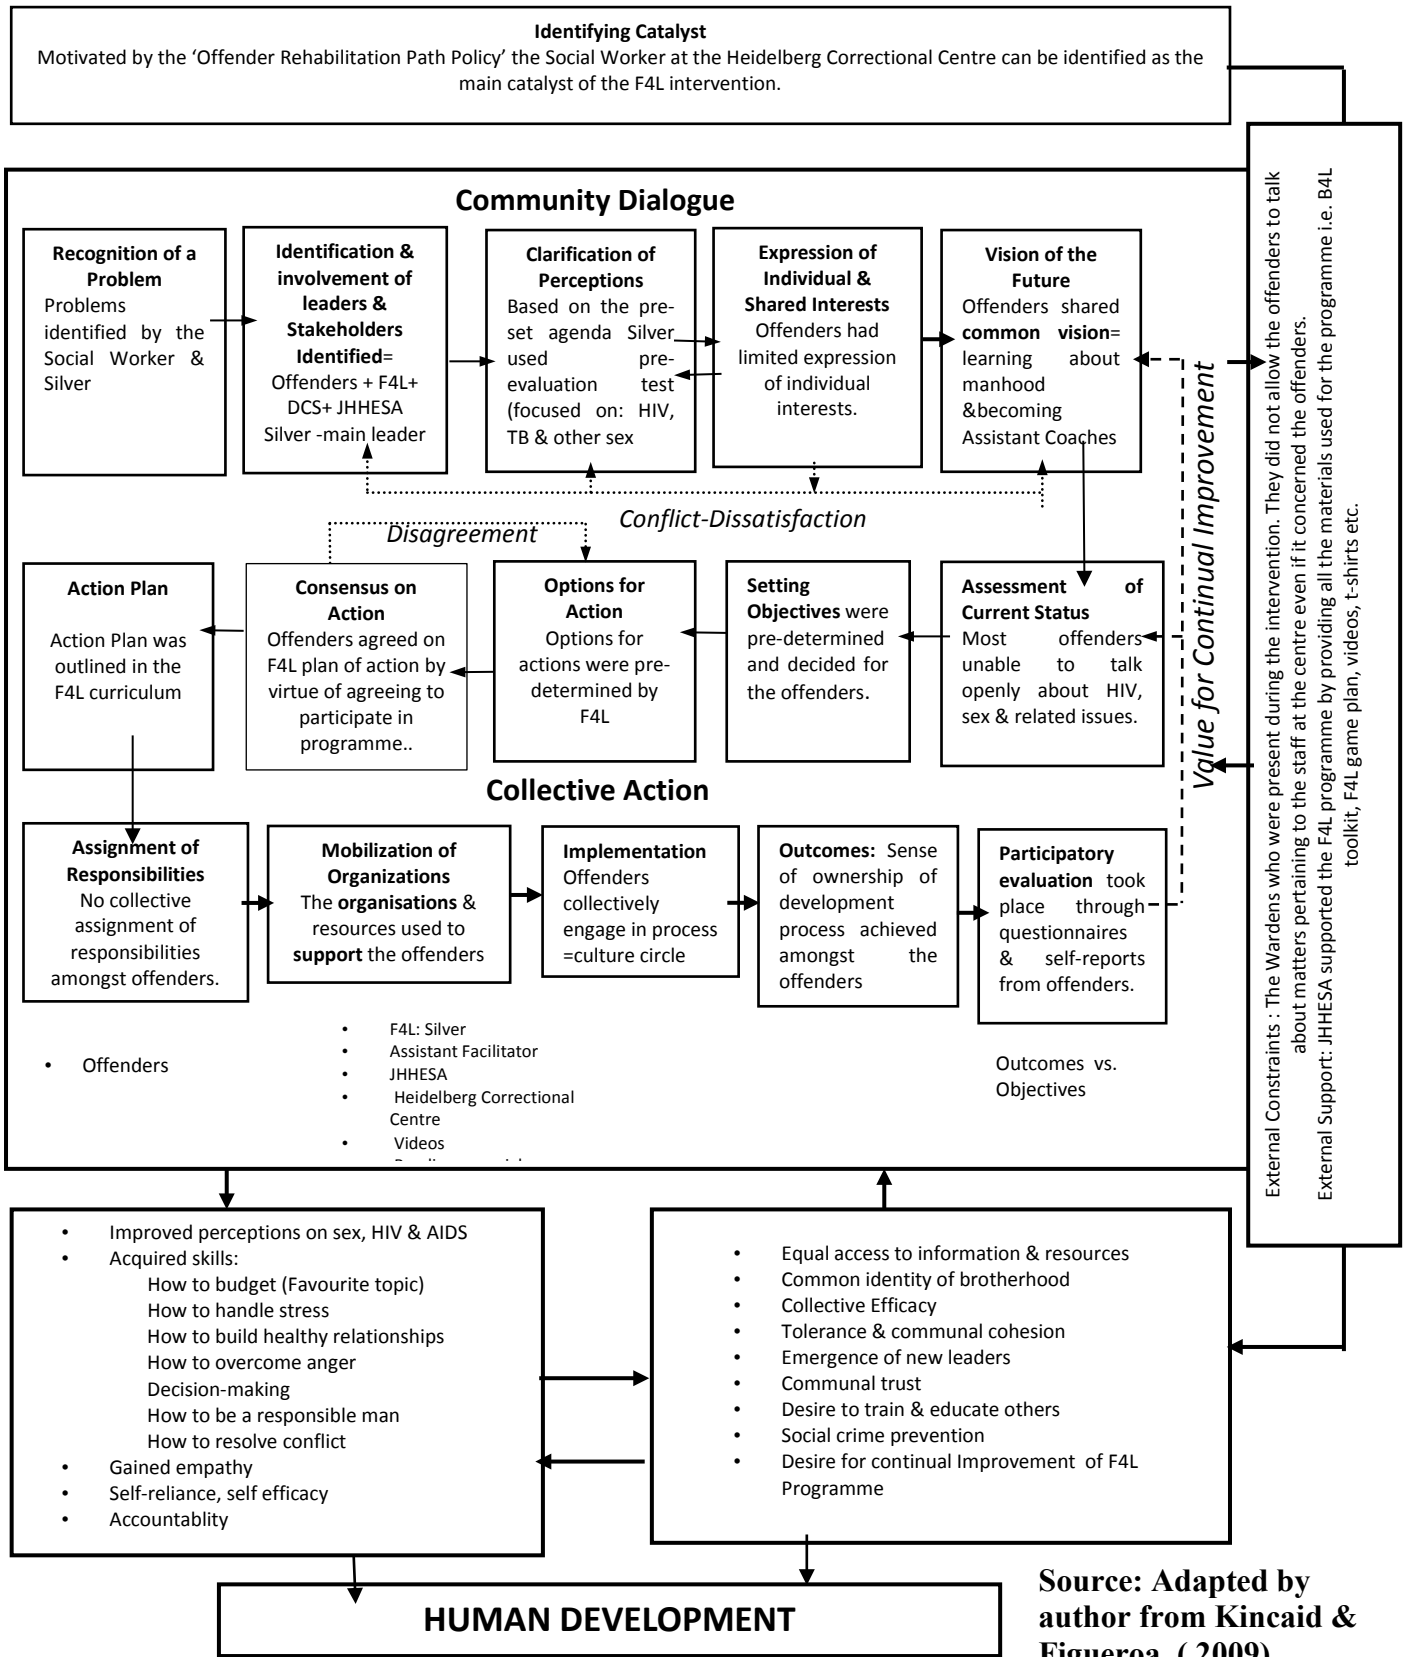 Identifying Catalyst
Motivated by the ‘Offender Rehabilitation Path Policy’ the Social Worker at the Heidelberg Correctional Centre can be identified as the
main catalyst of the F4L intervention.
Community Dialogue
Recognition of a
Problem
Problems
identified by the
Social Worker &
Silver
Identification &
involvement of
leaders &
Stakeholders
Identified=
Offenders + F4L+
DCS+ JHHESA
Silver -main leader
Clarification of
Perceptions
Based on the pre-
set agenda Silver
used pre-
evaluation test
(focused on: HIV,
TB & other sex
Expression of
Individual &
Shared Interests
Offenders had
limited expression
of individual
interests.
Vision of the
Future
Offenders shared
common vision=
learning about
manhood
&becoming
Assistant Coaches
Conflict-Dissatisfaction
Disagreement
Action Plan
Action Plan was
outlined in the
F4L curriculum
Consensus on
Action
Offenders agreed on
F4L plan of action by
virtue of agreeing to
participate in
programme..
Options for
Action
Options for
actions were pre-
determined by
F4L
Setting
Objectives were
pre-determined
and decided for
the offenders.
Assessment of
Current Status
Most offenders
unable to talk
openly about HIV,
sex & related issues.
Value for Continual Improvement
External Constraints : The Wardens who were present during the intervention. They did not allow the offenders to talk
about matters pertaining to the staff at the centre even if it concerned the offenders.
External Support: JHHESA supported the F4L programme by providing all the materials used for the programme i.e. B4L
toolkit, F4L game plan, videos, t-shirts etc.
Collective Action
Assignment of
Responsibilities
No collective
assignment of
responsibilities
amongst offenders.
Mobilization of
Organizations
The organisations &
resources used to
support the offenders
Implementation
Offenders
collectively
engage in process
=culture circle
Outcomes: Sense
of ownership of
development
process achieved
amongst the
offenders
Participatory
evaluation took
place through
questionnaires
& self-reports
from offenders.
• Offenders
• F4L: Silver
• Assistant Facilitator
• JHHESA
• Heidelberg Correctional
Centre
• Videos
Outcomes vs.
Objectives
• Improved perceptions on sex, HIV & AIDS
• Acquired skills:
How to budget (Favourite topic)
How to handle stress
How to build healthy relationships
How to overcome anger
Decision-making
How to be a responsible man
How to resolve conflict
• Gained empathy
• Self-reliance, self efficacy
• Accountablity
• Equal access to information & resources
• Common identity of brotherhood
• Collective Efficacy
• Tolerance & communal cohesion
• Emergence of new leaders
• Communal trust
• Desire to train & educate others
• Social crime prevention
• Desire for continual Improvement of F4L
Programme
HUMAN DEVELOPMENT
Source: Adapted by
author from Kincaid &
Figueroa, ( 2009)